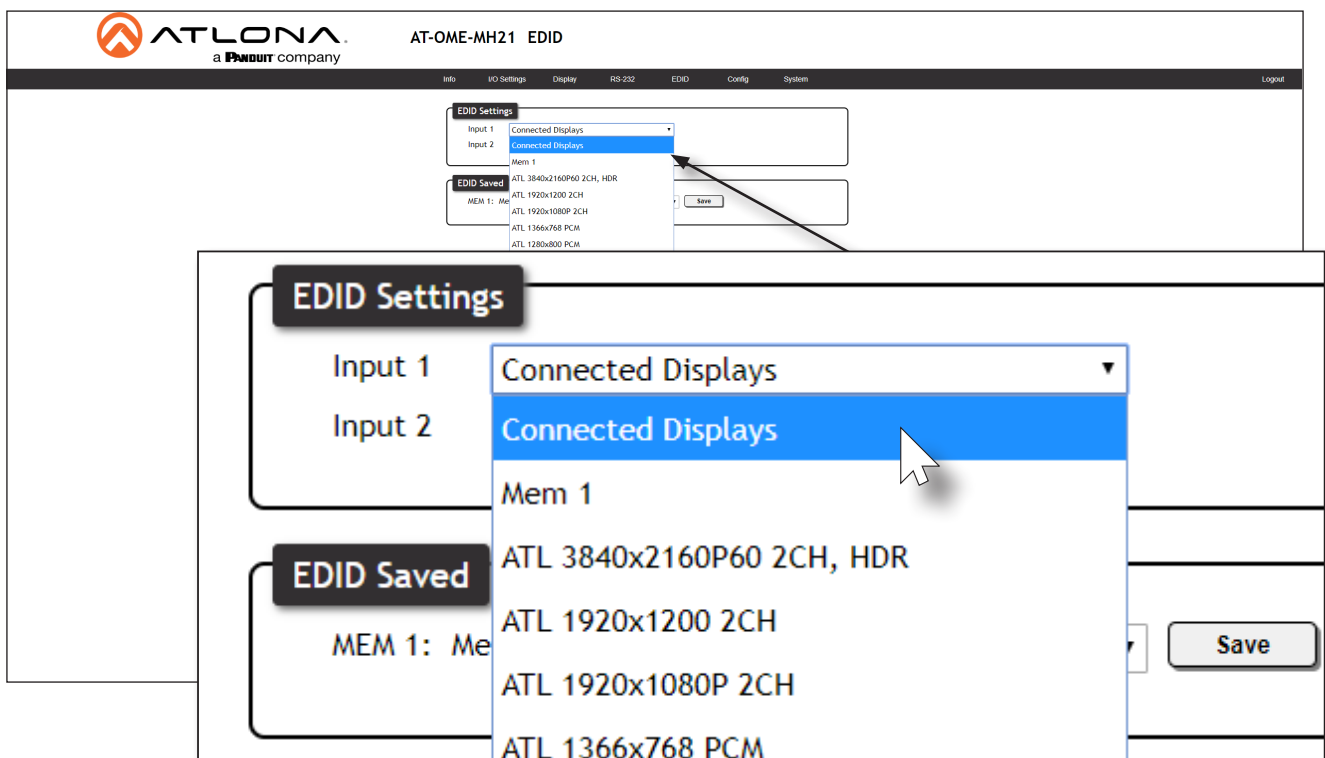 ATLONA.
AT-OME-MH21 EDID
a PANDUIT company
Info I/O Settings Display RS-232 EDID Config System Logout
EDID Settings
Input 1 Connected Displays
Input 2 Connected Displays
Mem 1
ATL 3840x2160P60 2CH, HDR
EDID Saved
ATL 1920x1200 2CH
MEM 1: Me Save
ATL 1920x1080P 2CH
ATL 1366x768 PCM
ATL 1280x800 PCM
EDID Settings
Input 1 Connected Displays
Input 2 Connected Displays
Mem 1
ATL 3840x2160P60 2CH, HDR
EDID Saved
ATL 1920x1200 2CH
MEM 1: Me Save
ATL 1920x1080P 2CH
ATL 1366x768 PCM